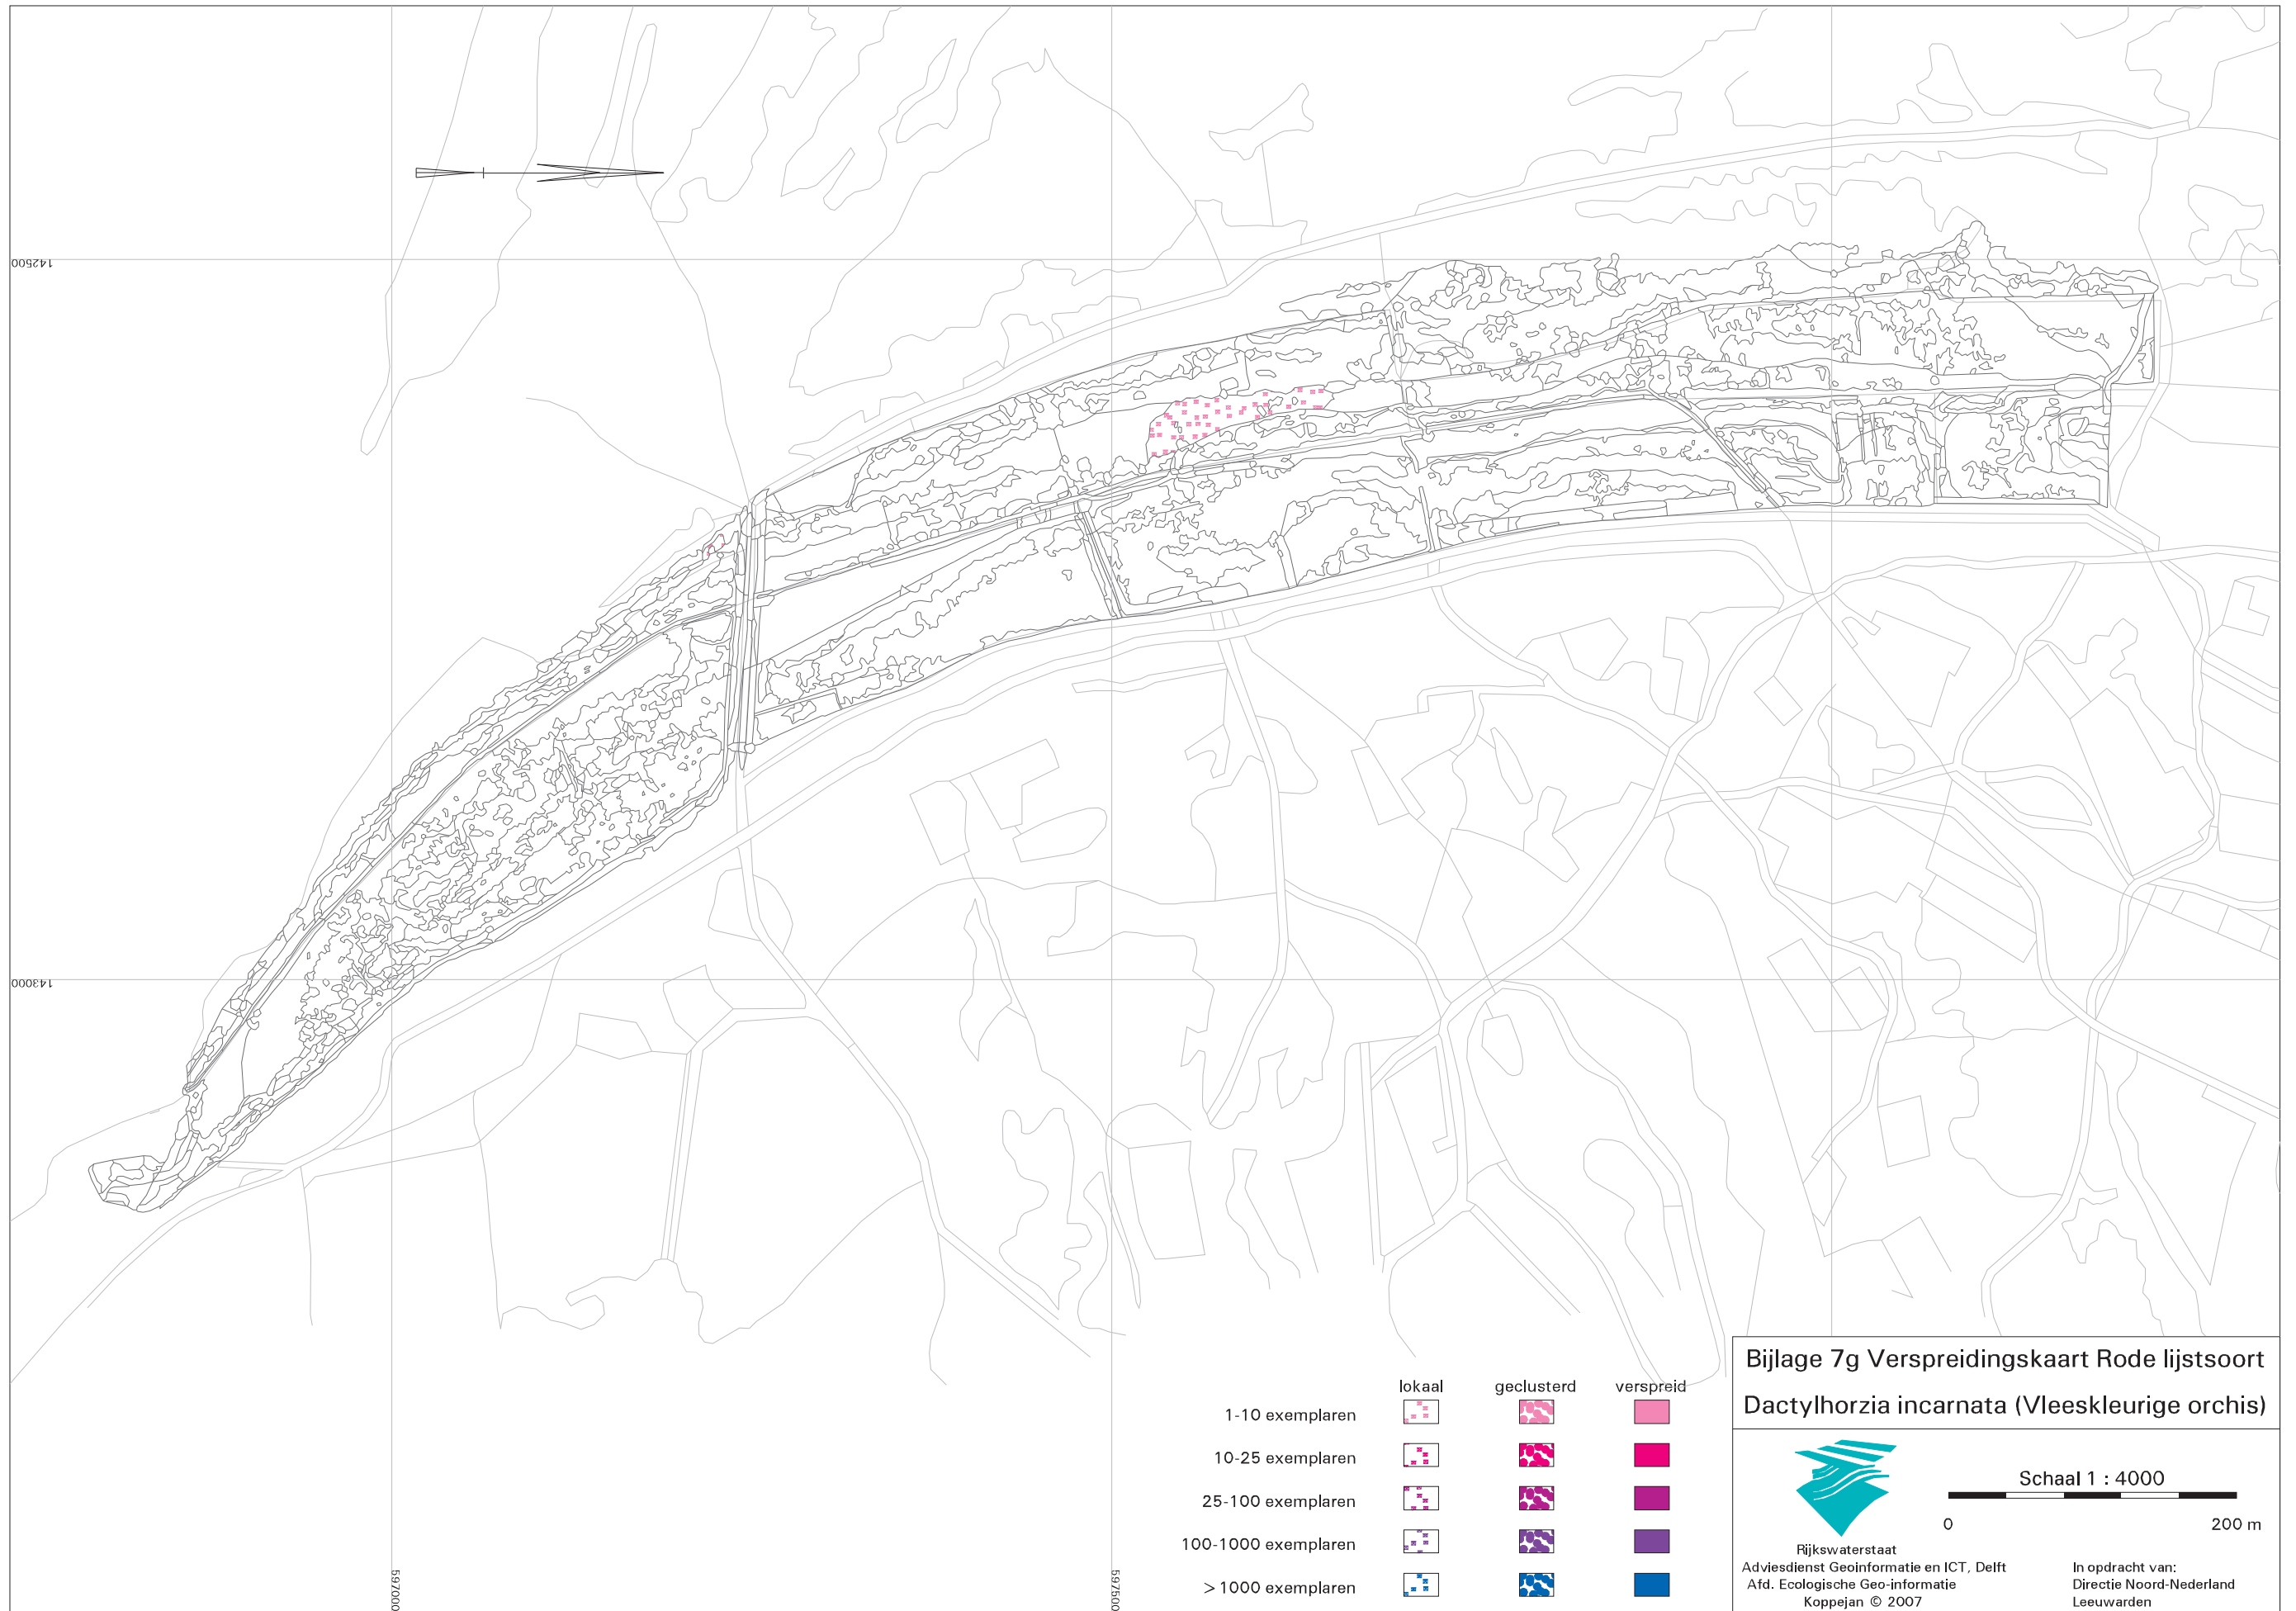 142500
143000
597000
597500
lokaal geclusterd verspreid
1-10 exemplaren
10-25 exemplaren
25-100 exemplaren
100-1000 exemplaren
> 1000 exemplaren
Bijlage 7g Verspreidingskaart Rode lijstsoort
Dactylhorzia incarnata (Vleeskleurige orchis)
Schaal 1 : 4000
0 200 m
Rijkswaterstaat
Adviesdienst Geoinformatie en ICT, Delft
Afd. Ecologische Geo-informatie
Koppejan © 2007
In opdracht van:
Directie Noord-Nederland
Leeuwarden